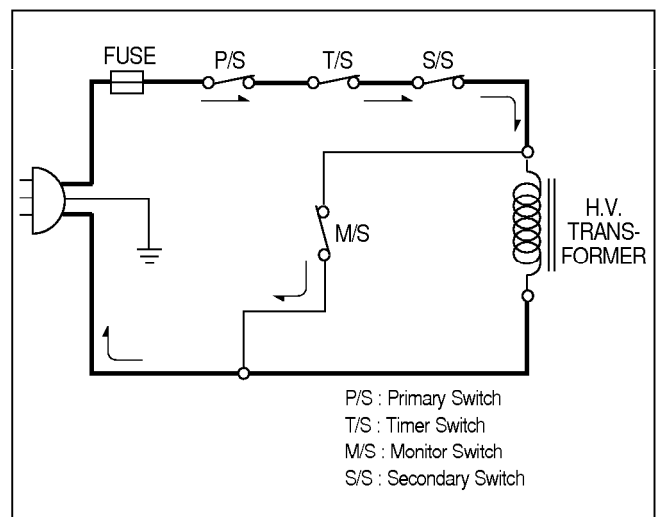 FUSE
P/S
T/S
S/S
M/S
H.V.
TRANS-
FORMER
P/S : Primary Switch
T/S : Timer Switch
M/S : Monitor Switch
S/S : Secondary Switch